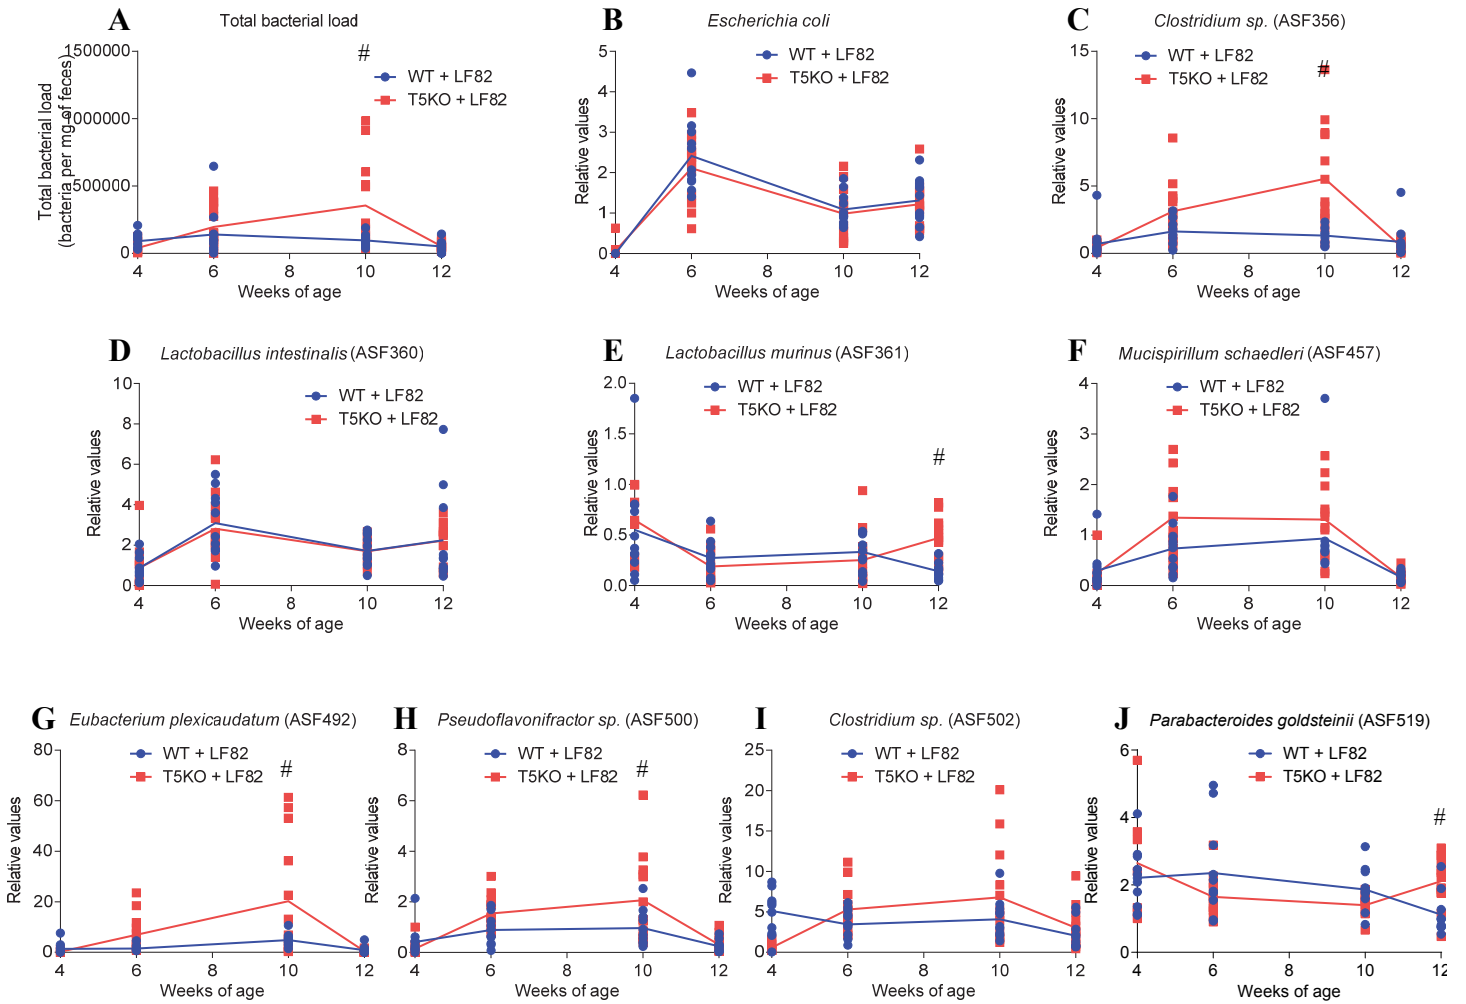 A Total bacterial load
Total bacterial load
(bacteria per mg of feces)
1500000
1000000
500000
0
#
WT + LF82
T5KO + LF82
4 6 8 10 12
Weeks of age
B Escherichia coli
Relative values
5
4
3
2
1
0
WT + LF82
T5KO + LF82
4 6 8 10 12
Weeks of age
C Clostridium sp. (ASF356)
Relative values
15
10
5
0
WT + LF82
T5KO + LF82
#
4 6 8 10 12
Weeks of age
D Lactobacillus intestinalis (ASF360)
Relative values
10
8
6
4
2
0
WT + LF82
T5KO + LF82
4 6 8 10 12
Weeks of age
E Lactobacillus murinus (ASF361)
Relative values
2.0
1.5
1.0
0.5
0.0
WT + LF82
T5KO + LF82
#
4 6 8 10 12
Weeks of age
F Mucispirillum schaedleri (ASF457)
Relative values
4
3
2
1
0
WT + LF82
T5KO + LF82
4 6 8 10 12
Weeks of age
G Eubacterium plexicaudatum (ASF492)
Relative values
80
60
40
20
0
WT + LF82
T5KO + LF82
#
4 6 8 10 12
Weeks of age
H Pseudoflavonifractor sp. (ASF500)
Relative values
8
6
4
2
0
WT + LF82
T5KO + LF82
#
4 6 8 10 12
Weeks of age
I Clostridium sp. (ASF502)
Relative values
25
20
15
10
5
0
WT + LF82
T5KO + LF82
4 6 8 10 12
Weeks of age
J Parabacteroides goldsteinii (ASF519)
Relative values
6
4
2
0
WT + LF82
T5KO + LF82
#
4 6 8 10 12
Weeks of age